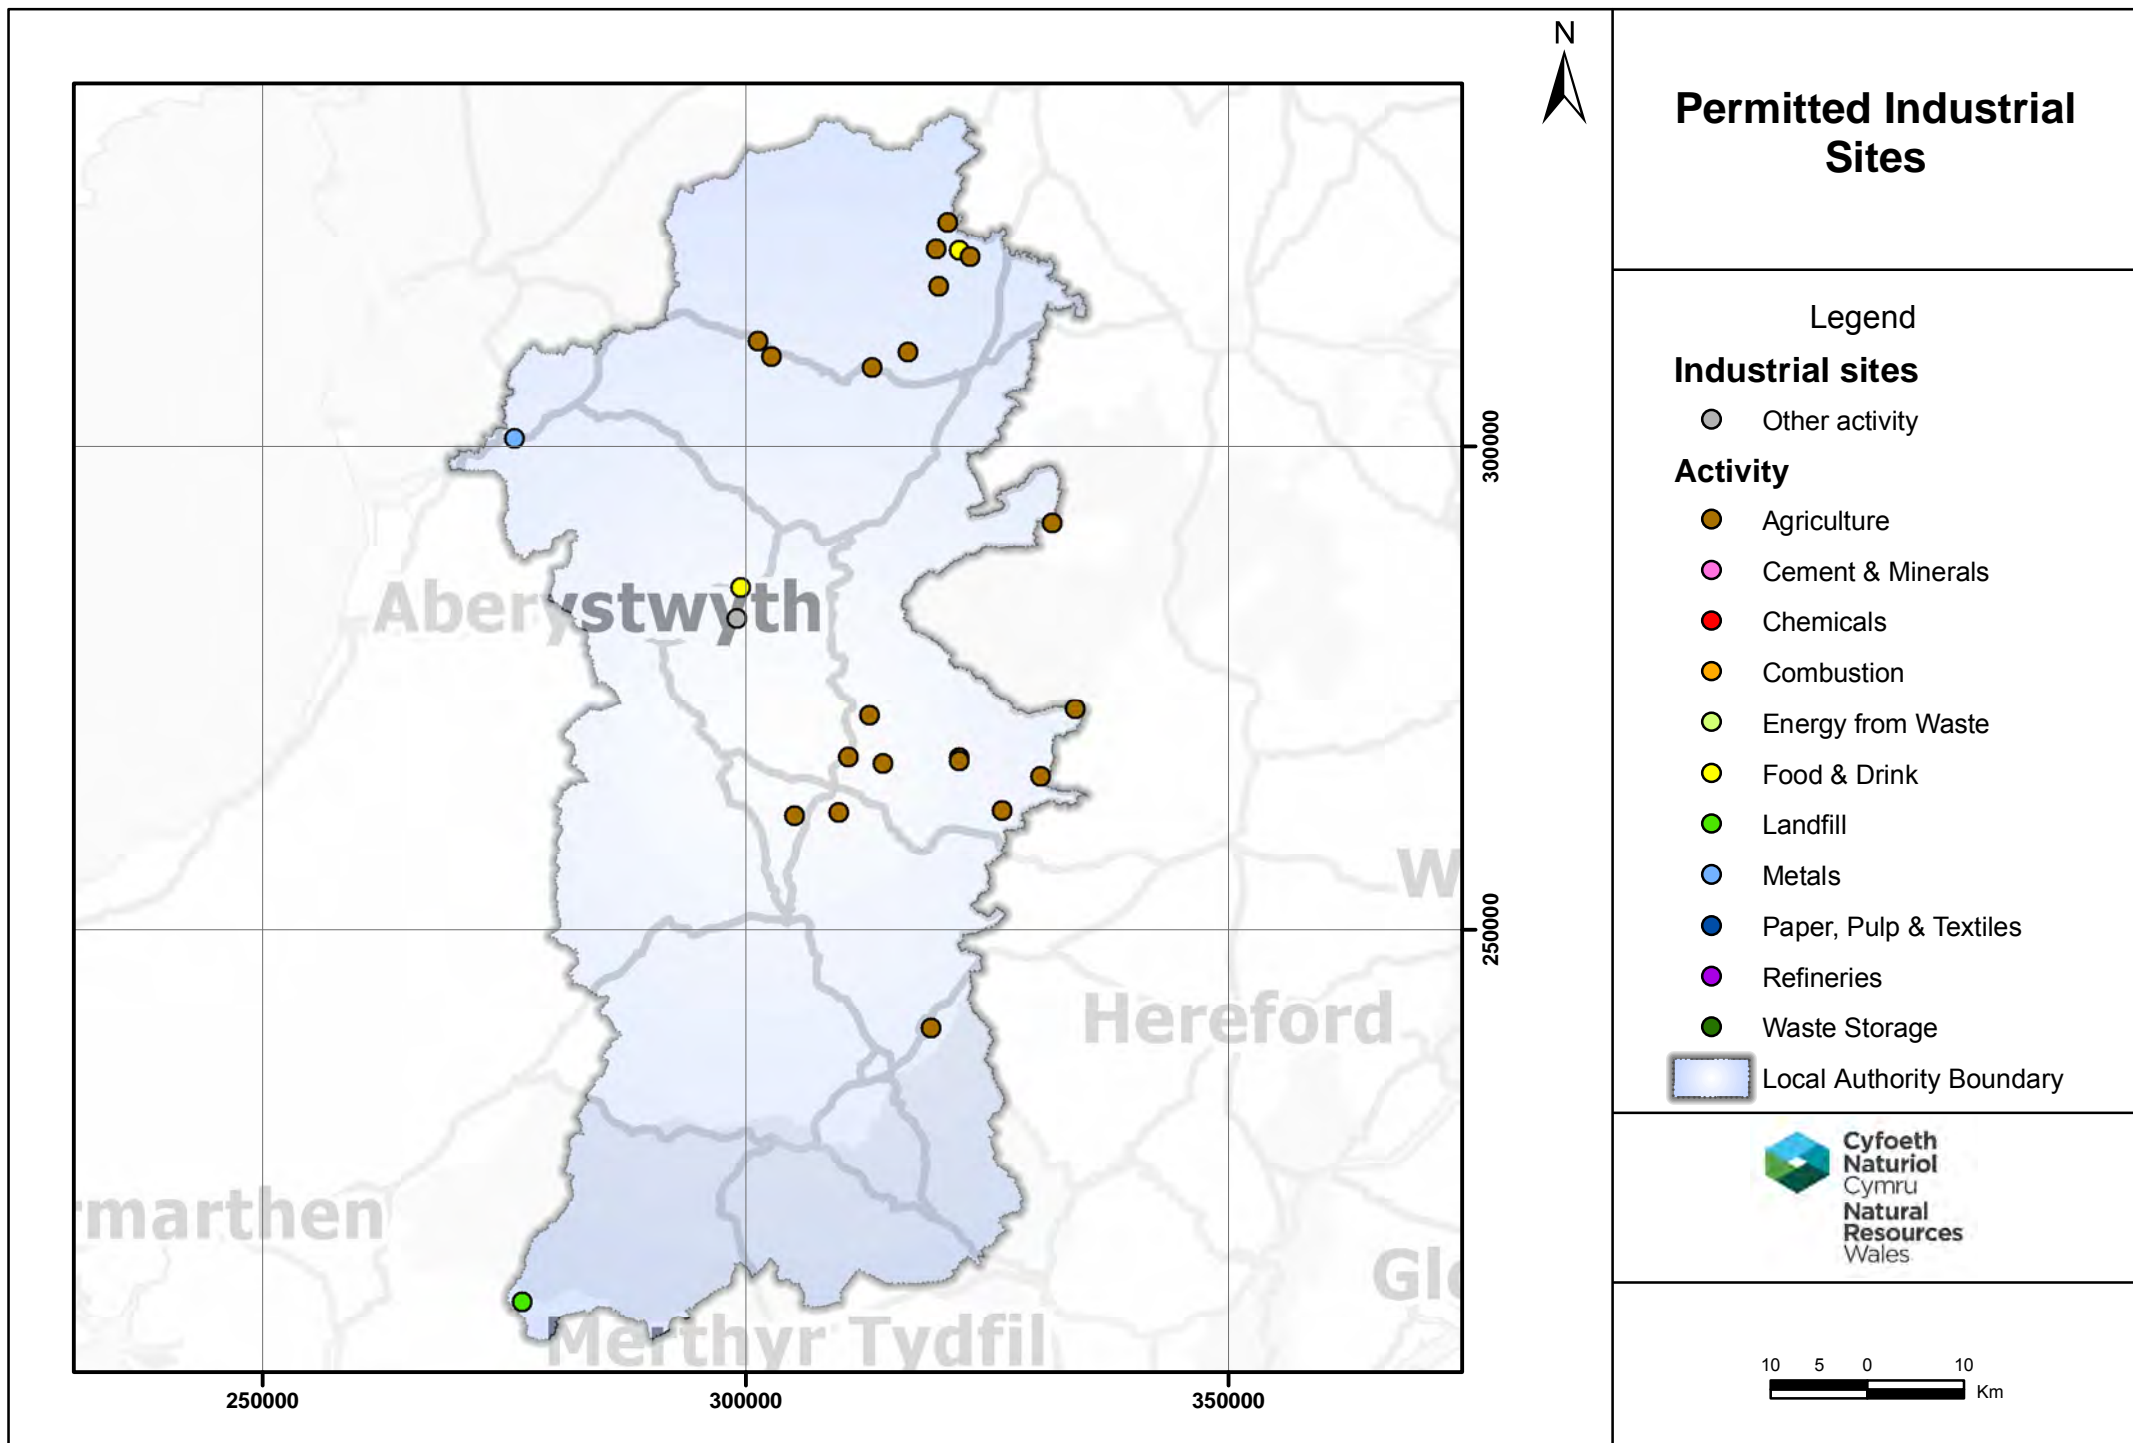 N
Permitted Industrial
Sites
Legend
Industrial sites
Other activity
Activity
Agriculture
Cement & Minerals
Chemicals
Combustion
Energy from Waste
Food & Drink
Landfill
Metals
Paper, Pulp & Textiles
Refineries
Waste Storage
Local Authority Boundary
Cyfoeth
Naturiol
Cymru
Natural
Resources
Wales
10 5 0 10
Km
300000
250000
250000 300000 350000
Aberystwyth
W
Hereford
rmarthen
Glo
Merthyr Tydfil